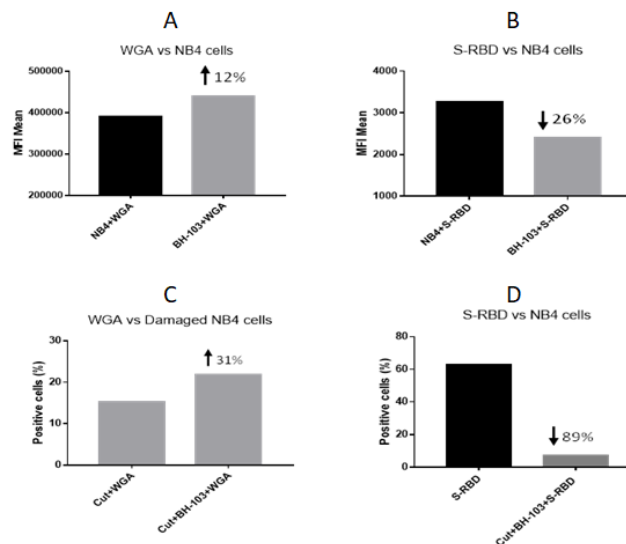 A
WGA vs NB4 cells
500000
400000
300000
200000
MFI Mean
↑ 12%
NB4+WGA
BH-103+WGA
B
S-RBD vs NB4 cells
4000
3000
2000
1000
MFI Mean
↓ 26%
NB4+S-RBD
BH-103+S-RBD
C
WGA vs Damaged NB4 cells
30
20
10
0
Positive cells (%)
↑ 31%
Cut+WGA
Cut+BH-103+WGA
D
S-RBD vs NB4 cells
80
60
40
20
0
Positive cells (%)
↓ 89%
S-RBD
Cut+BH-103+S-RBD